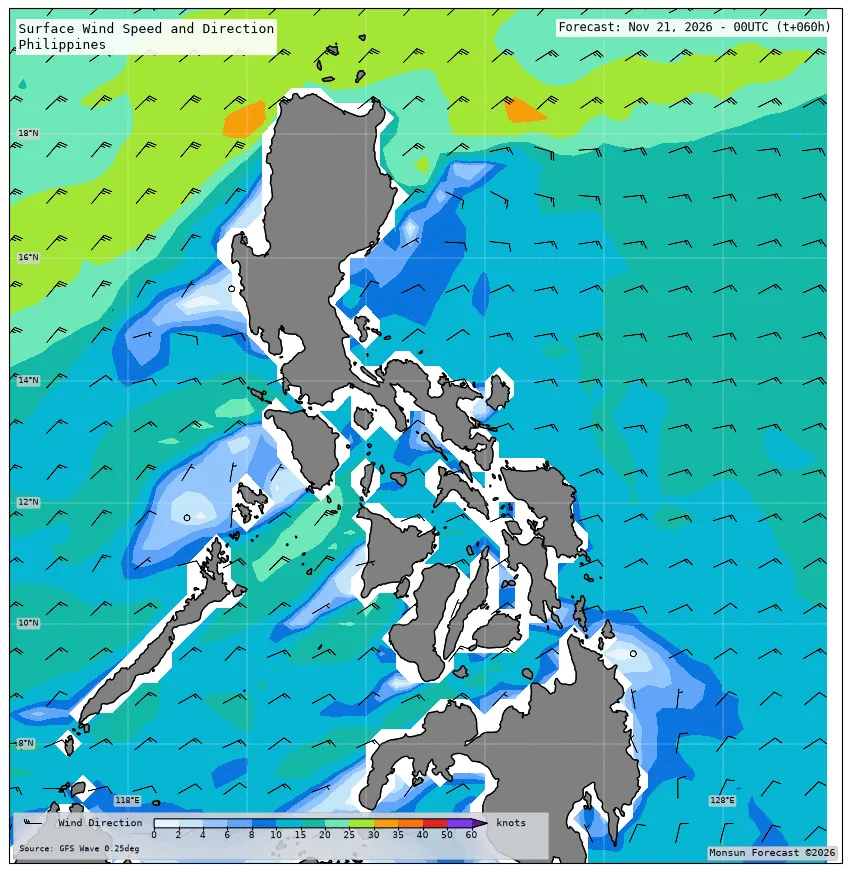 Surface Wind Speed and Direction
Philippines
Forecast: Nov 21, 2026 - 00UTC (t+060h)
18°N
16°N
14°N
12°N
10°N
8°N
118°E
128°E
Wind Direction
0 2 4 6 8 10 15 20 25 30 35 40 50 60
knots
Source: GFS Wave 0.25deg
Monsun Forecast ©2026